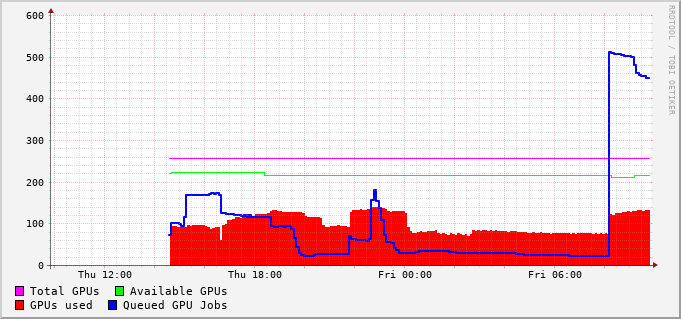 600
500
400
300
200
100
0
Thu 12:00 Thu 18:00 Fri 00:00 Fri 06:00
Total GPUs Available GPUs
GPUs used Queued GPU Jobs
RRDTOOL / TOBI OETIKER